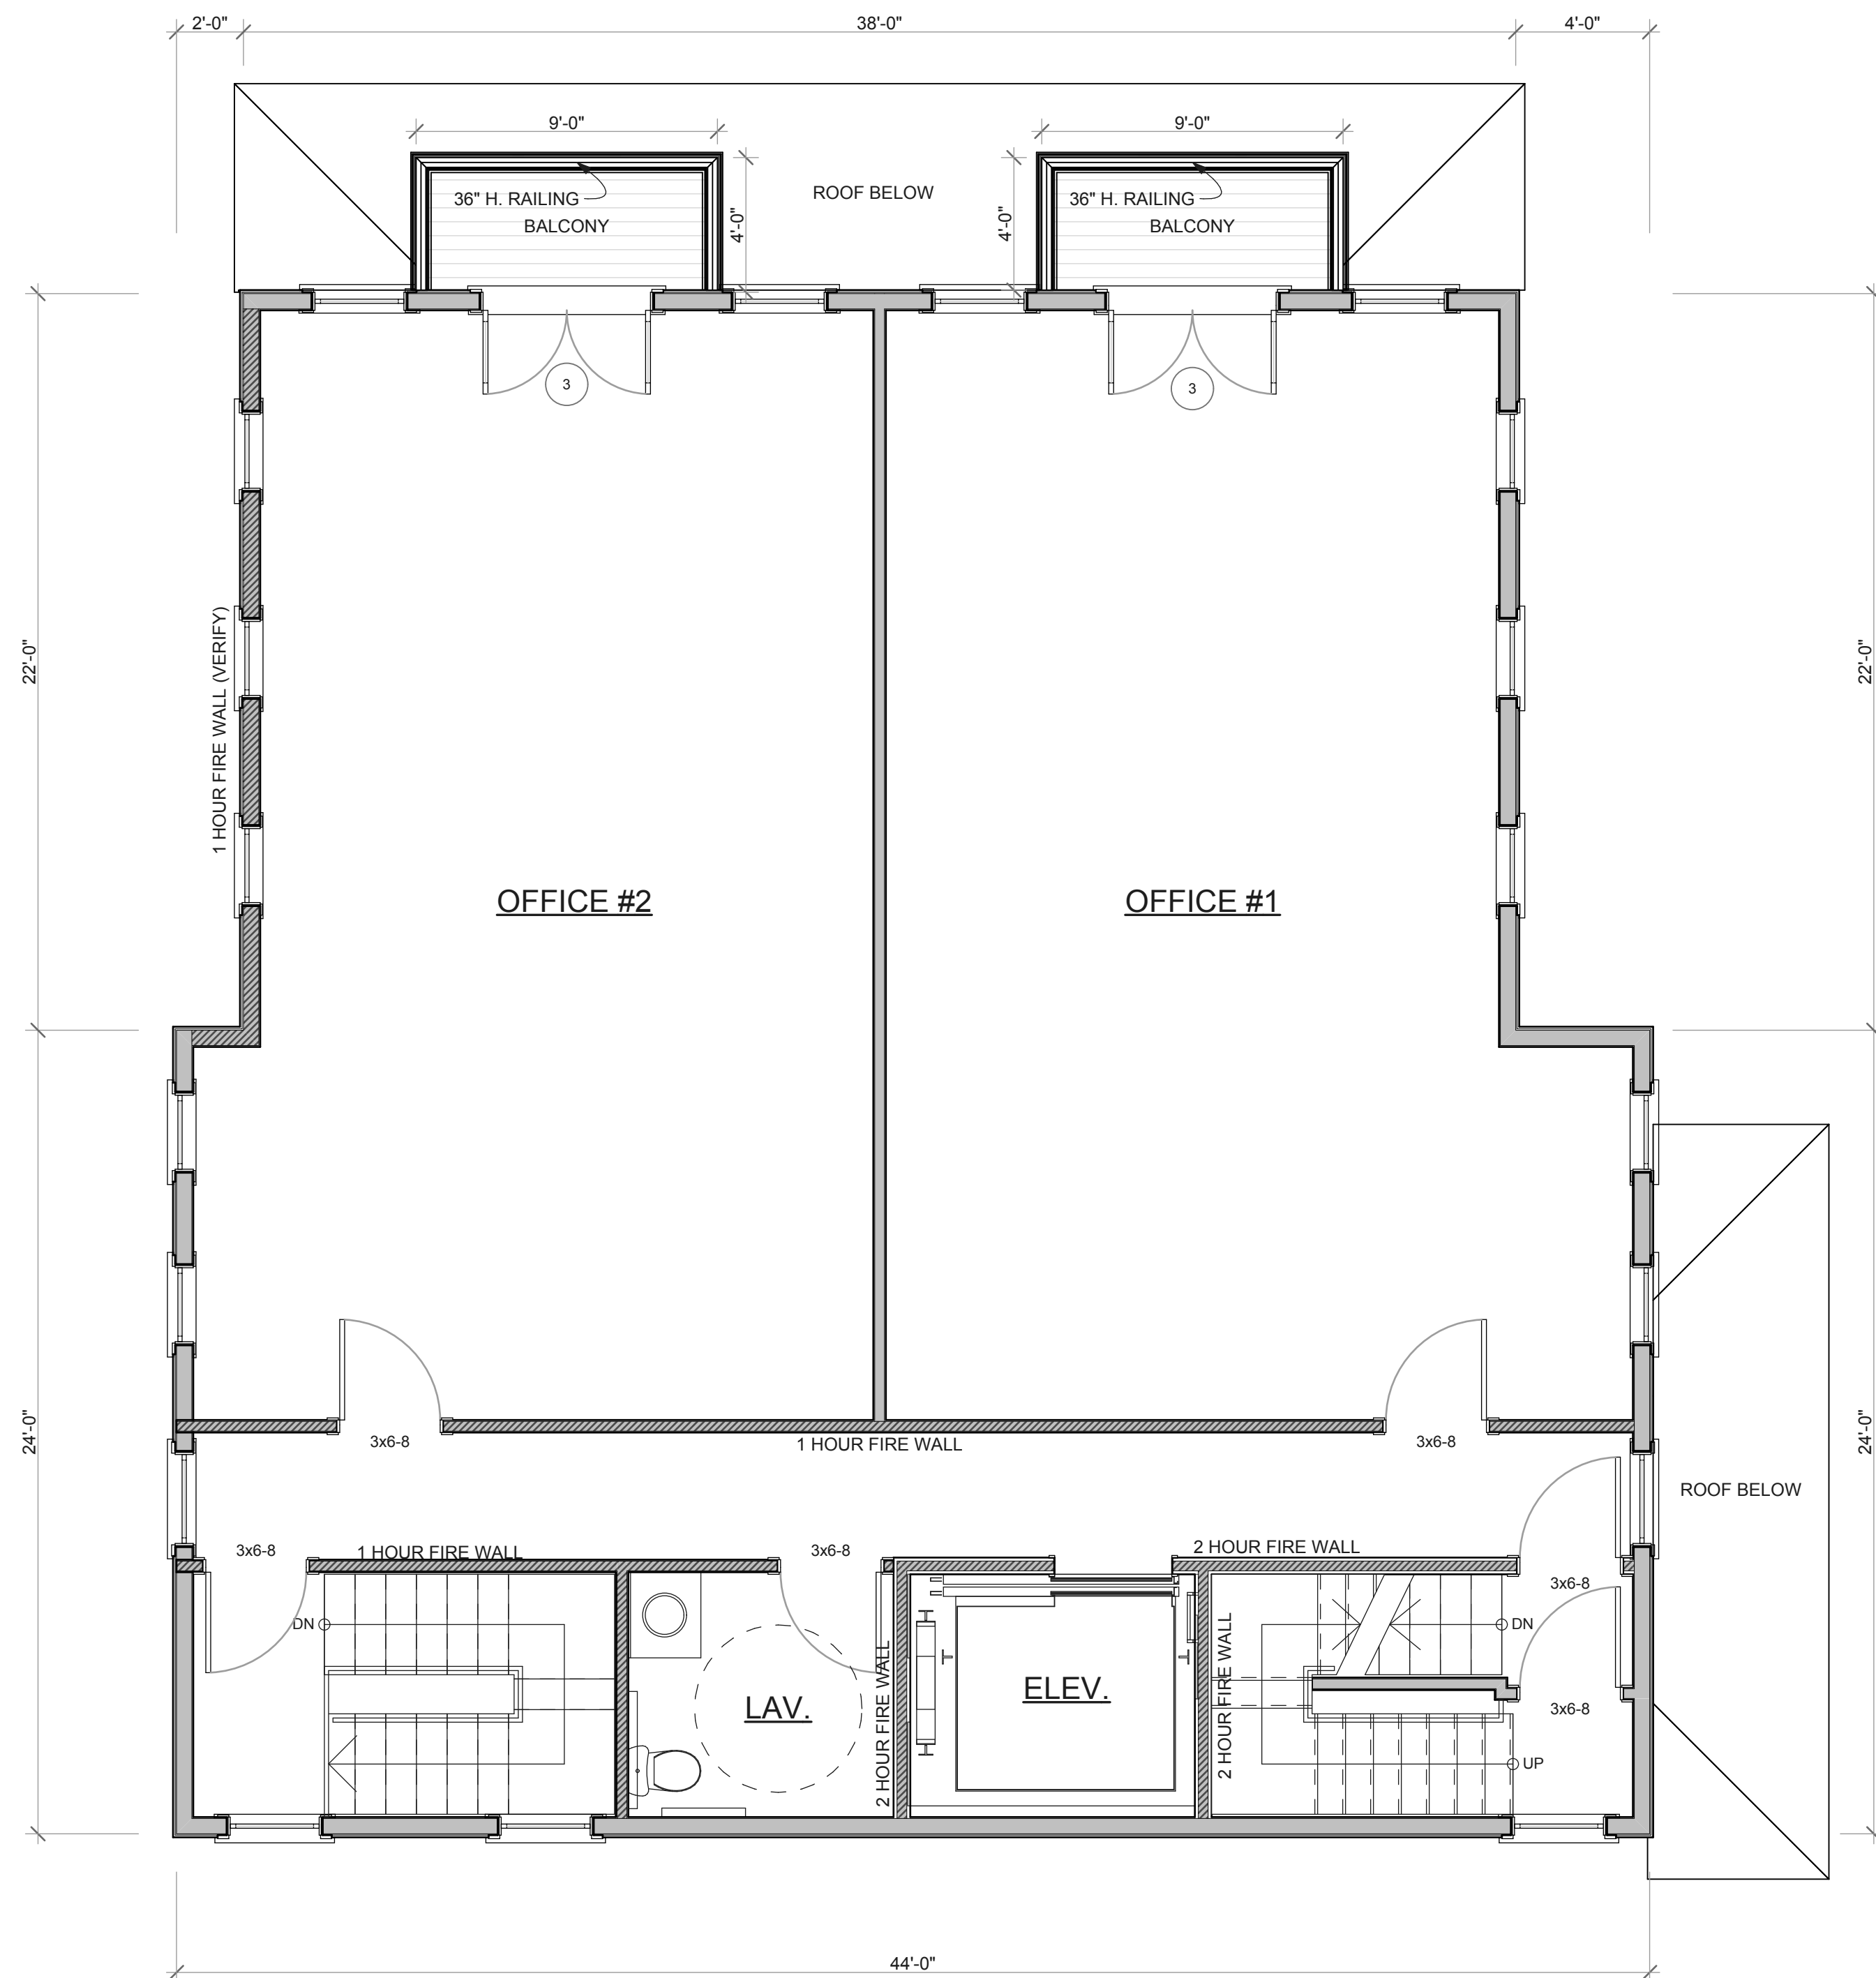 2'-0"
38'-0"
4'-0"
9'-0"
9'-0"
36" H. RAILING
BALCONY
4'-0"
ROOF BELOW
4'-0"
36" H. RAILING
BALCONY
3
3
22'-0"
1 HOUR FIRE WALL (VERIFY)
22'-0"
OFFICE #2
OFFICE #1
24'-0"
3x6-8
1 HOUR FIRE WALL
3x6-8
24'-0"
ROOF BELOW
3x6-8
1 HOUR FIRE WALL
3x6-8
2 HOUR FIRE WALL
3x6-8
DN
DN
2 HOUR FIRE WALL
2 HOUR FIRE WALL
ELEV.
LAV.
3x6-8
UP
44'-0"